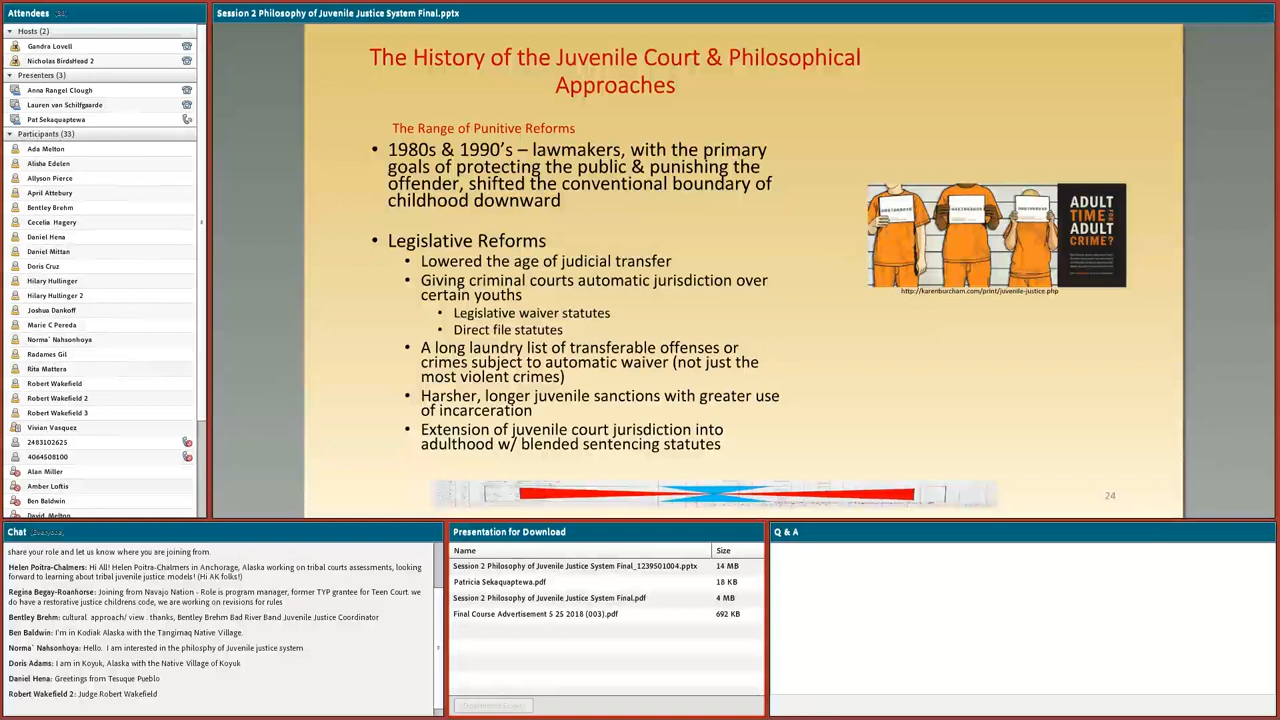 Attendees
Session 2 Philosophy of Juvenile Justice System Final.pptx
Hosts (2)
Gandra Lovell
Nicholas BirdsHead 2
Presenters (3)
Anna Rangel Clough
Lauren van Schilfgaarde
Pat Sekaquaptewa
Participants (33)
Ada Melton
Alisha Edelen
Allyson Pierce
April Attebury
Bentley Brehm
Cecelia Hagery
Daniel Hena
Daniel Mittan
Doris Cruz
Hilary Hullinger
Hilary Hullinger 2
Joshua Dankoff
Marie C Pereda
Norma` Nahsonhoya
Radames Gil
Rita Mattera
Robert Wakefield
Robert Wakefield 2
Robert Wakefield 3
Vivian Vasquez
2483102625
4064508100
Alan Miller
Amber Loftis
Ben Baldwin
David Melton
The History of the Juvenile Court & Philosophical
Approaches
The Range of Punitive Reforms
• 1980s & 1990's – lawmakers, with the primary
goals of protecting the public & punishing the
offender, shifted the conventional boundary of
childhood downward
• Legislative Reforms
• Lowered the age of judicial transfer
• Giving criminal courts automatic jurisdiction over
certain youths
• Legislative waiver statutes
• Direct file statutes
• A long laundry list of transferable offenses or
crimes subject to automatic waiver (not just the
most violent crimes)
• Harsher, longer juvenile sanctions with greater use
of incarceration
• Extension of juvenile court jurisdiction into
adulthood w/ blended sentencing statutes
ADULT
TIME FOR
ADULT
CRIME?
http://karenburcham.com/print/juvenile-justice.php
24
Chat (Everyone)
share your role and let us know where you are joining from.
Helen Poitra-Chalmers: Hi All! Helen Poitra-Chalmers in Anchorage, Alaska working on tribal courts assessments, looking
forward to learning about tribal juvenile justice models! (Hi AK folks!)
Regina Begay-Roanhorse: Joining from Navajo Nation - Role is program manager, former TYP grantee for Teen Court. we
do have a restorative justice childrens code, we are working on revisions for rules
Bentley Brehm: cultural approach/ view . thanks, Bentley Brehm Bad River Band Juvenile Justice Coordinator
Ben Baldwin: I'm in Kodiak Alaska with the Tangirnaq Native Village.
Norma` Nahsonhoya: Hello. I am interested in the philosphy of Juvenile justice system
Doris Adams: I am in Koyuk, Alaska with the Native Village of Koyuk
Daniel Hena: Greetings from Tesuque Pueblo
Robert Wakefield 2: Judge Robert Wakefield
Presentation for Download
Name Size
Session 2 Philosophy of Juvenile Justice System Final_1239501004.pptx 14 MB
Patricia Sekaquaptewa.pdf 18 KB
Session 2 Philosophy of Juvenile Justice System Final.pdf 4 MB
Final Course Advertisement 5 25 2018 (003).pdf 692 KB
Q & A